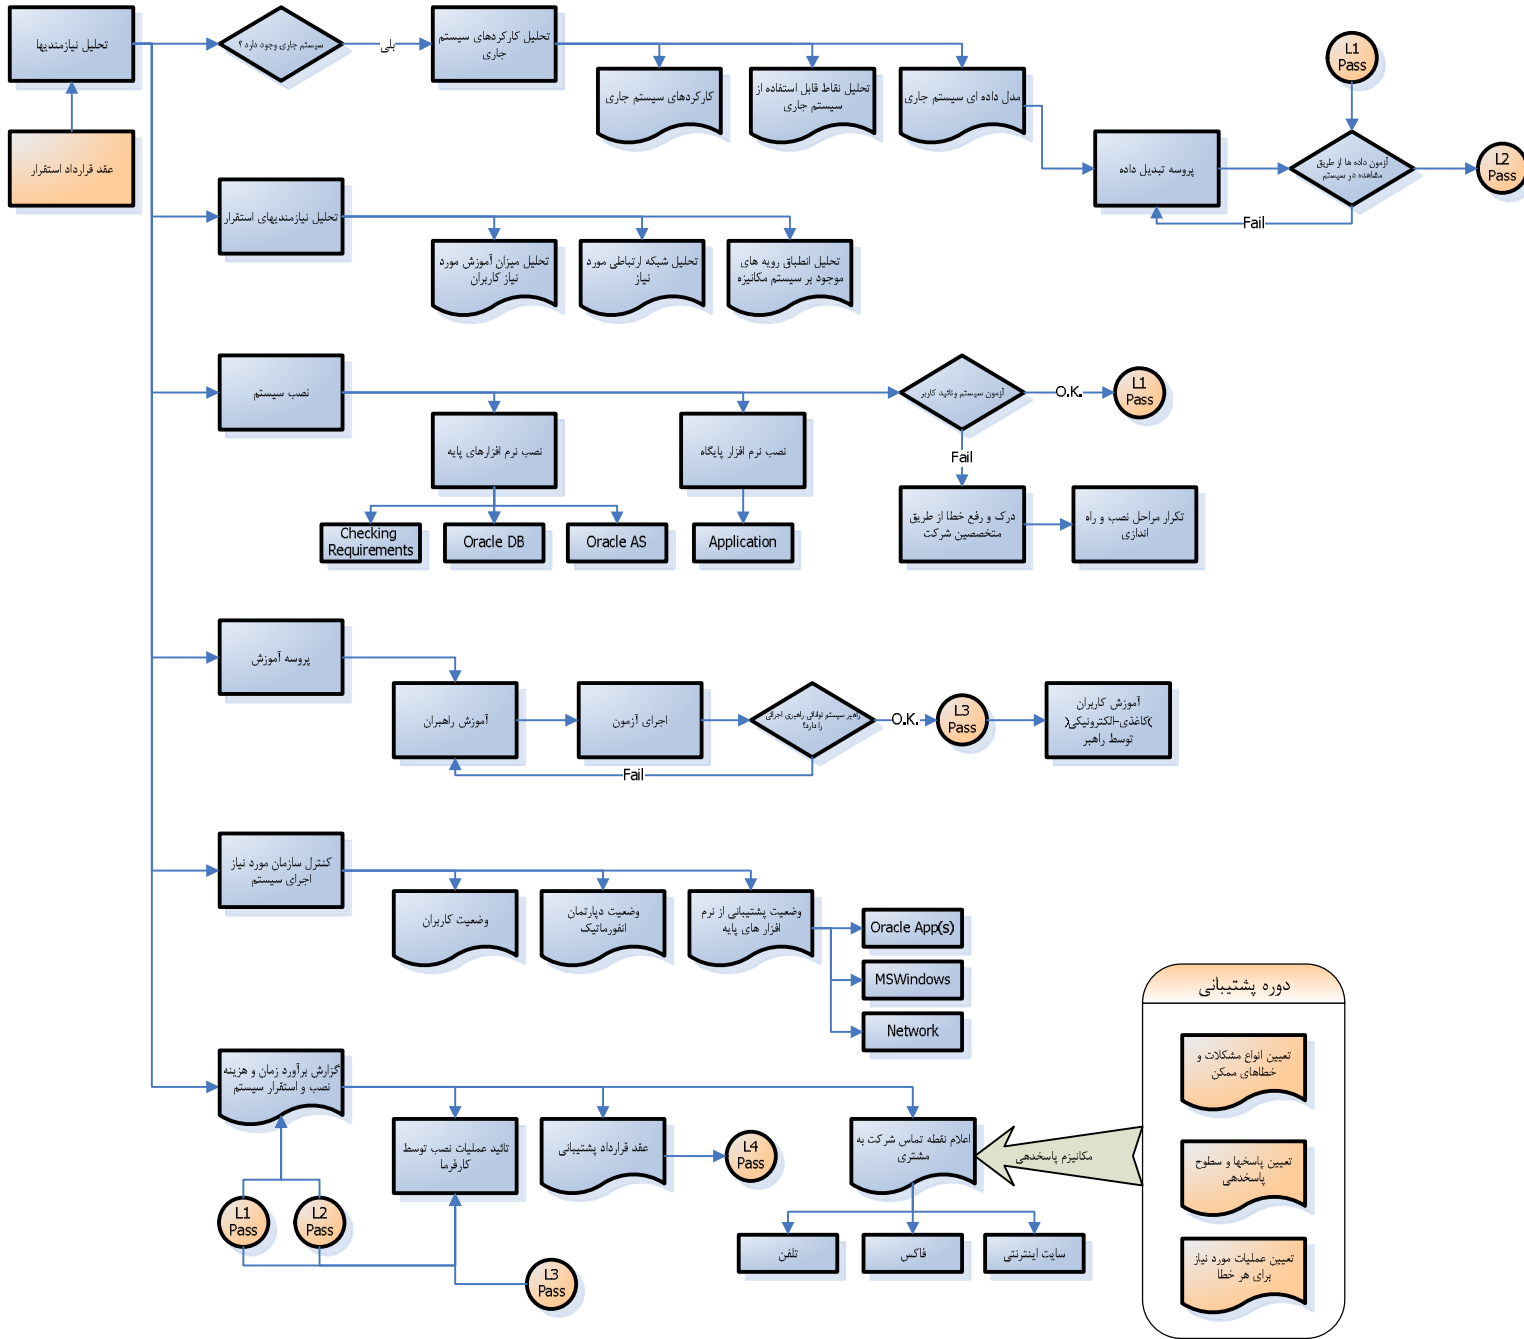 تحلیل نیازمندیها
سیستم جاری وجود دارد ؟
بلی
تحلیل کارکردهای سیستم
جاری
کارکردهای سیستم جاری
تحلیل نقاط قابل استفاده از
سیستم جاری
مدل داده ای سیستم جاری
L1
Pass
عقد قرارداد استقرار
پروسه تبدیل داده
آزمون داده ها از طریق
مشاهده در سیستم
L2
Pass
Fail
تحلیل نیازمندیهای استقرار
تحلیل میزان آموزش مورد
نیاز کاربران
تحلیل شبکه ارتباطی مورد
نیاز
تحلیل انطباق رویه های
موجود بر سیستم مکانیزه
نصب سیستم
آزمون سیستم وتائید کاربر
O.K.
L1
Pass
نصب نرم افزارهای پایه
نصب نرم افزار پایگاه
Fail
Checking
Requirements
Oracle DB
Oracle AS
Application
درک و رفع خطا از طریق
متخصصین شرکت
تکرار مراحل نصب و راه
اندازی
پروسه آموزش
آموزش راهبران
اجرای آزمون
راهبر سیستم توانائی راهبری اجرائی
را دارد؟
O.K.
L3
Pass
آموزش کاربران
)کاغذی-الکترونیکی(
توسط راهبر
Fail
کنترل سازمان مورد نیاز
اجرای سیستم
وضعیت کاربران
وضعیت دپارتمان
انفورماتیک
وضعیت پشتیبانی از نرم
افزار های پایه
Oracle App(s)
MSWindows
Network
دوره پشتیبانی
تعیین انواع مشکلات و
خطاهای ممکن
تعیین پاسخها و سطوح
پاسخدهی
تعیین عملیات مورد نیاز
برای هر خطا
گزارش برآورد زمان و هزینه
نصب و استقرار سیستم
تائید عملیات نصب توسط
کارفرما
عقد قرارداد پشتیبانی
L4
Pass
اعلام نقطه تماس شرکت به
مشتری
مکانیزم پاسخدهی
L1
Pass
L2
Pass
L3
Pass
تلفن
فاکس
سایت اینترنتی